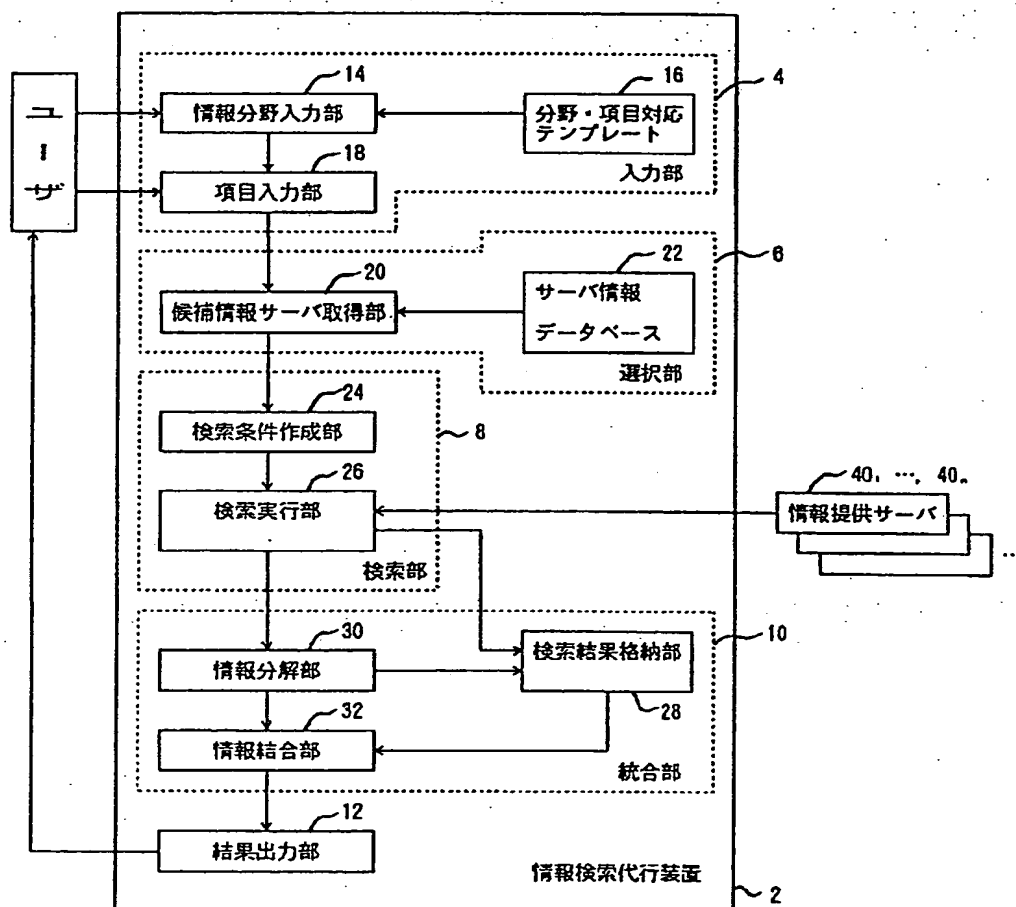 14
16
4
ユーザ
情報分野入力部
分野・項目対応
テンプレート
18
入力部
項目入力部
20
22
6
サーバ情報
候補情報サーバ取得部
データベース
選択部
24
検索条件作成部
8
26
40₁ …, 40ₙ
検索実行部
情報提供サーバ
…
検索部
30
10
検索結果格納部
情報分解部
28
32
情報結合部
統合部
12
結果出力部
情報検索代行装置
2